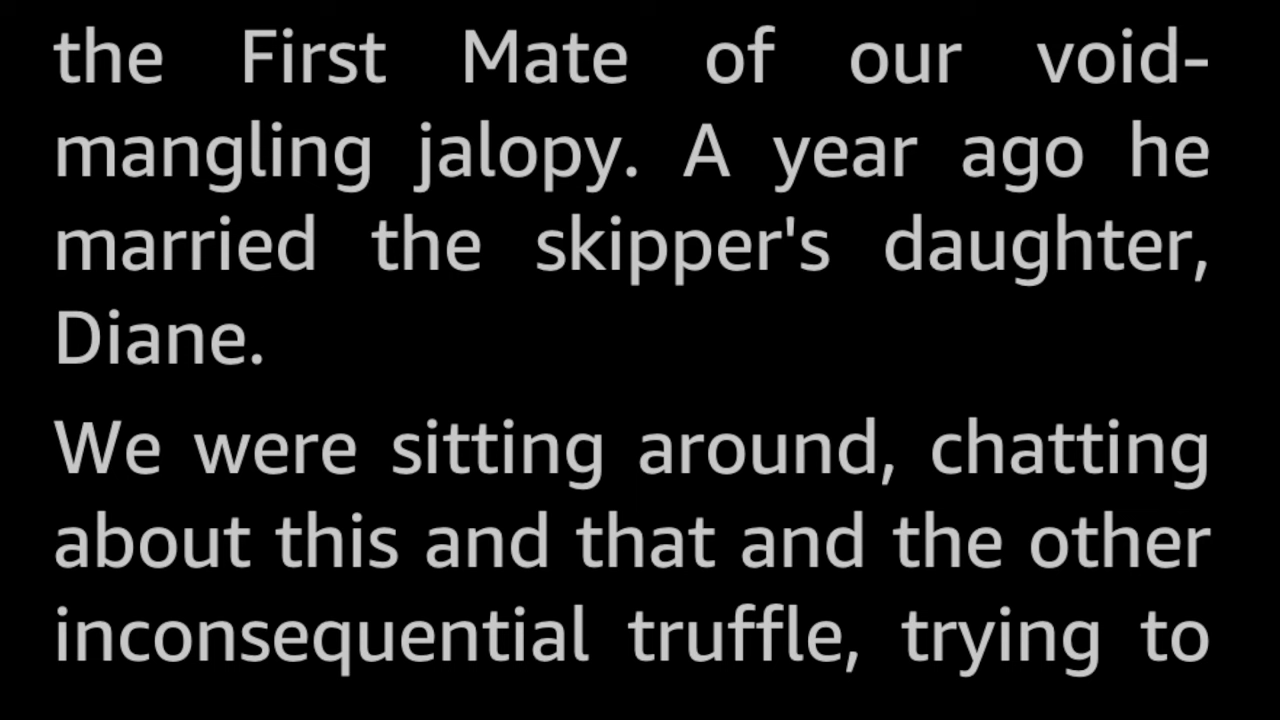 the First Mate of our void-
mangling jalopy. A year ago he
married the skipper's daughter,
Diane.
We were sitting around, chatting
about this and that and the other
inconsequential truffle, trying to